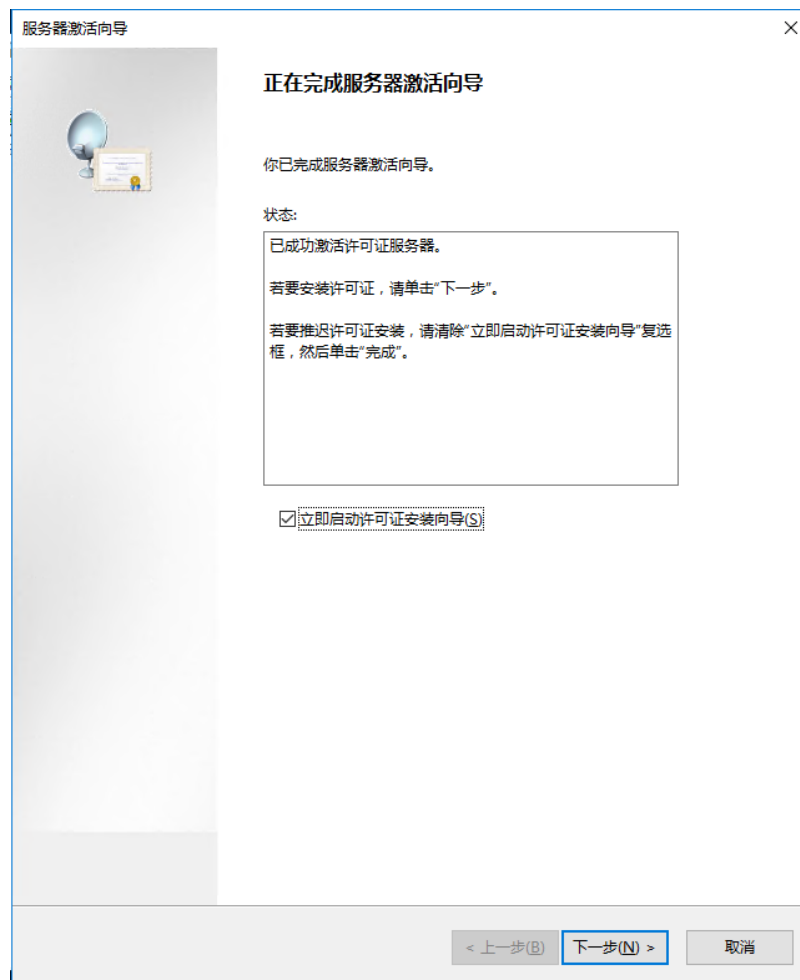 服务器激活向导
正在完成服务器激活向导
你已完成服务器激活向导。
状态:
已成功激活许可证服务器。
若要安装许可证，请单击“下一步”。
若要推迟许可证安装，请清除“立即启动许可证安装向导”复选
框，然后单击“完成”。
立即启动许可证安装向导(S)
< 上一步(B)
下一步(N) >
取消